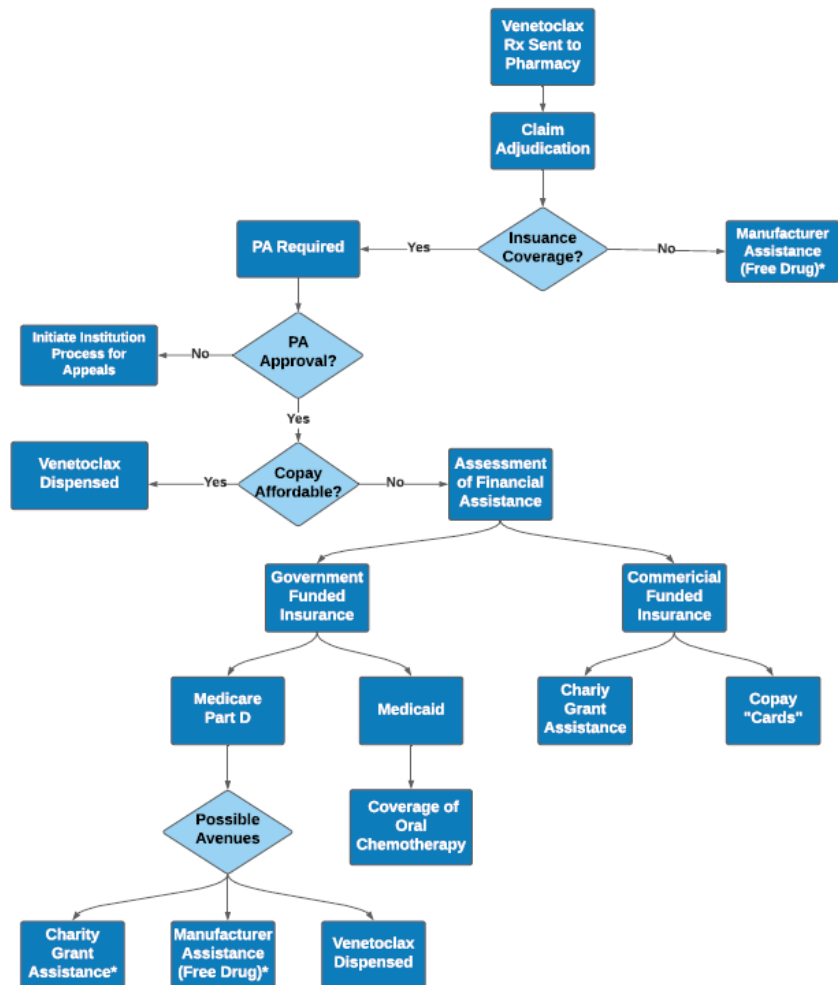 Venetoclax
Rx Sent to
Pharmacy
Claim
Adjudication
Insuance
Coverage?
Yes
No
PA Required
Manufacturer
Assistance
(Free Drug)*
PA
Approval?
No
Initiate Institution
Process for
Appeals
Yes
Copay
Affordable?
Yes
No
Venetoclax
Dispensed
Assessment
of Financial
Assistance
Government
Funded
Insurance
Commericial
Funded
Insurance
Medicare
Part D
Medicaid
Chariy
Grant
Assistance
Copay
"Cards"
Possible
Avenues
Coverage of
Oral
Chemotherapy
Charity
Grant
Assistance*
Manufacturer
Assistance
(Free Drug)*
Venetoclax
Dispensed